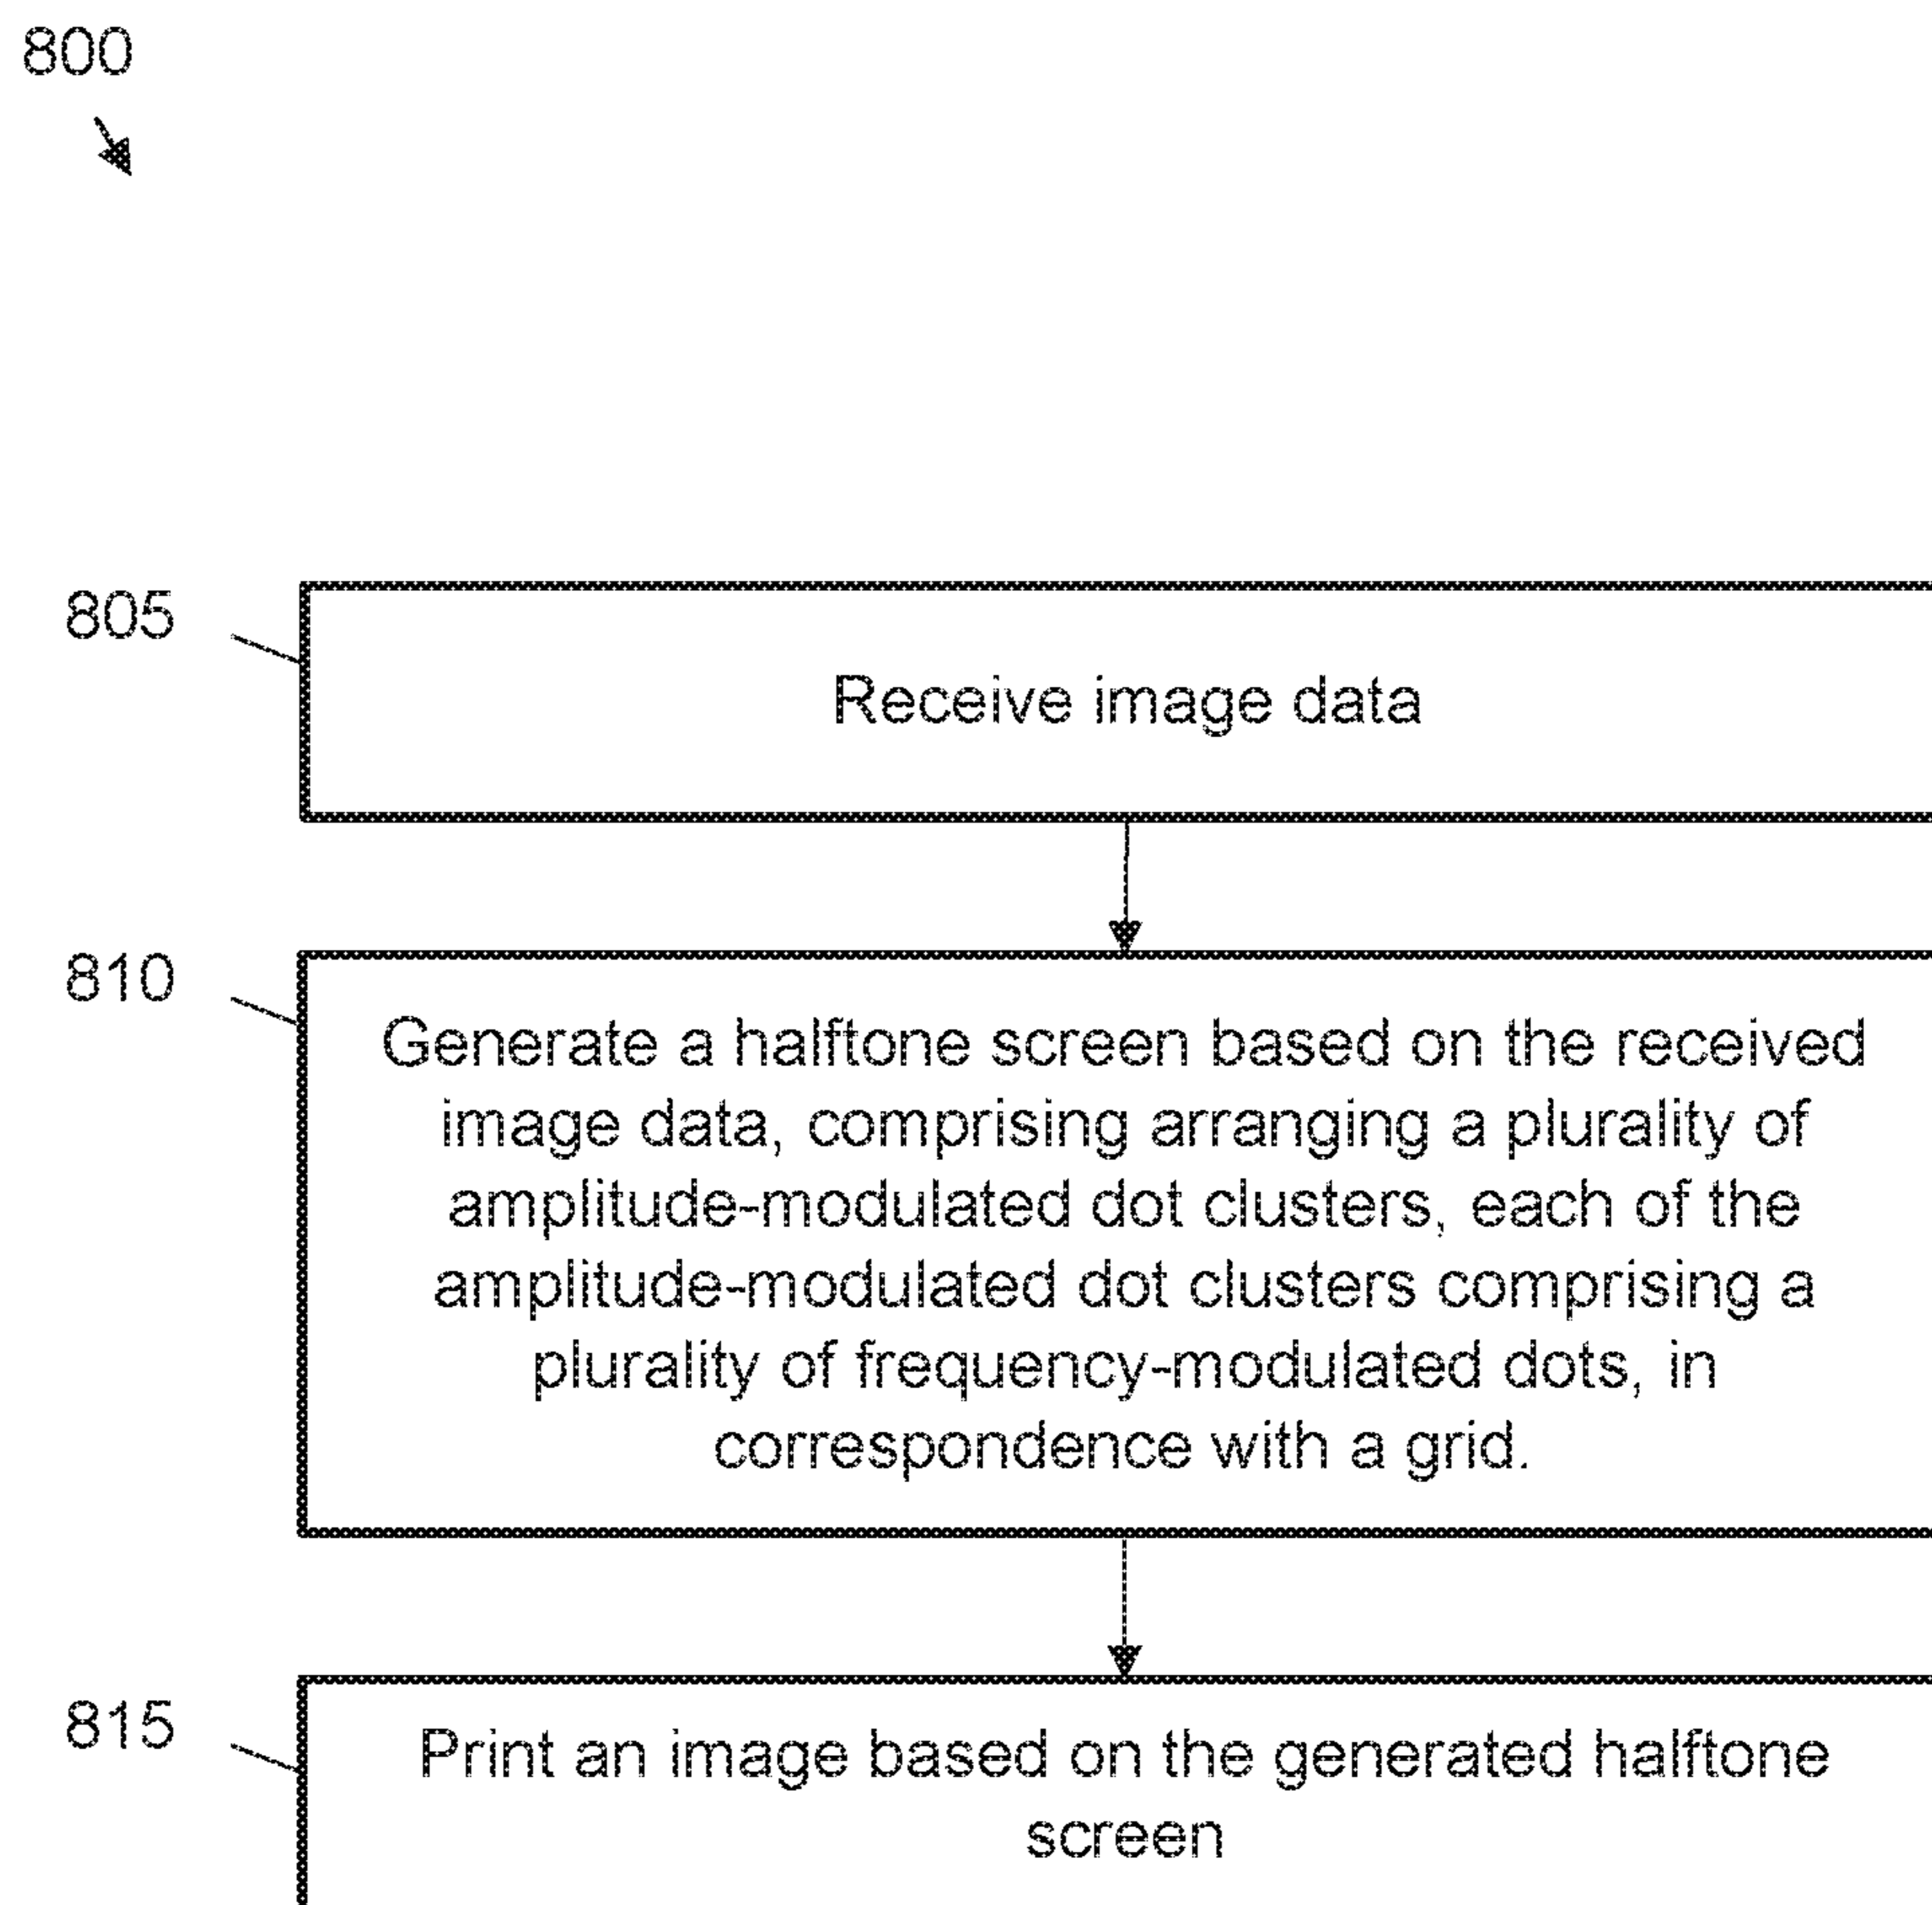 800
805
Receive image data
810
Generate a halftone screen based on the received
image data, comprising arranging a plurality of
amplitude-modulated dot clusters, each of the
amplitude-modulated dot clusters comprising a
plurality of frequency-modulated dots, in
correspondence with a grid.
815
Print an image based on the generated halftone
screen